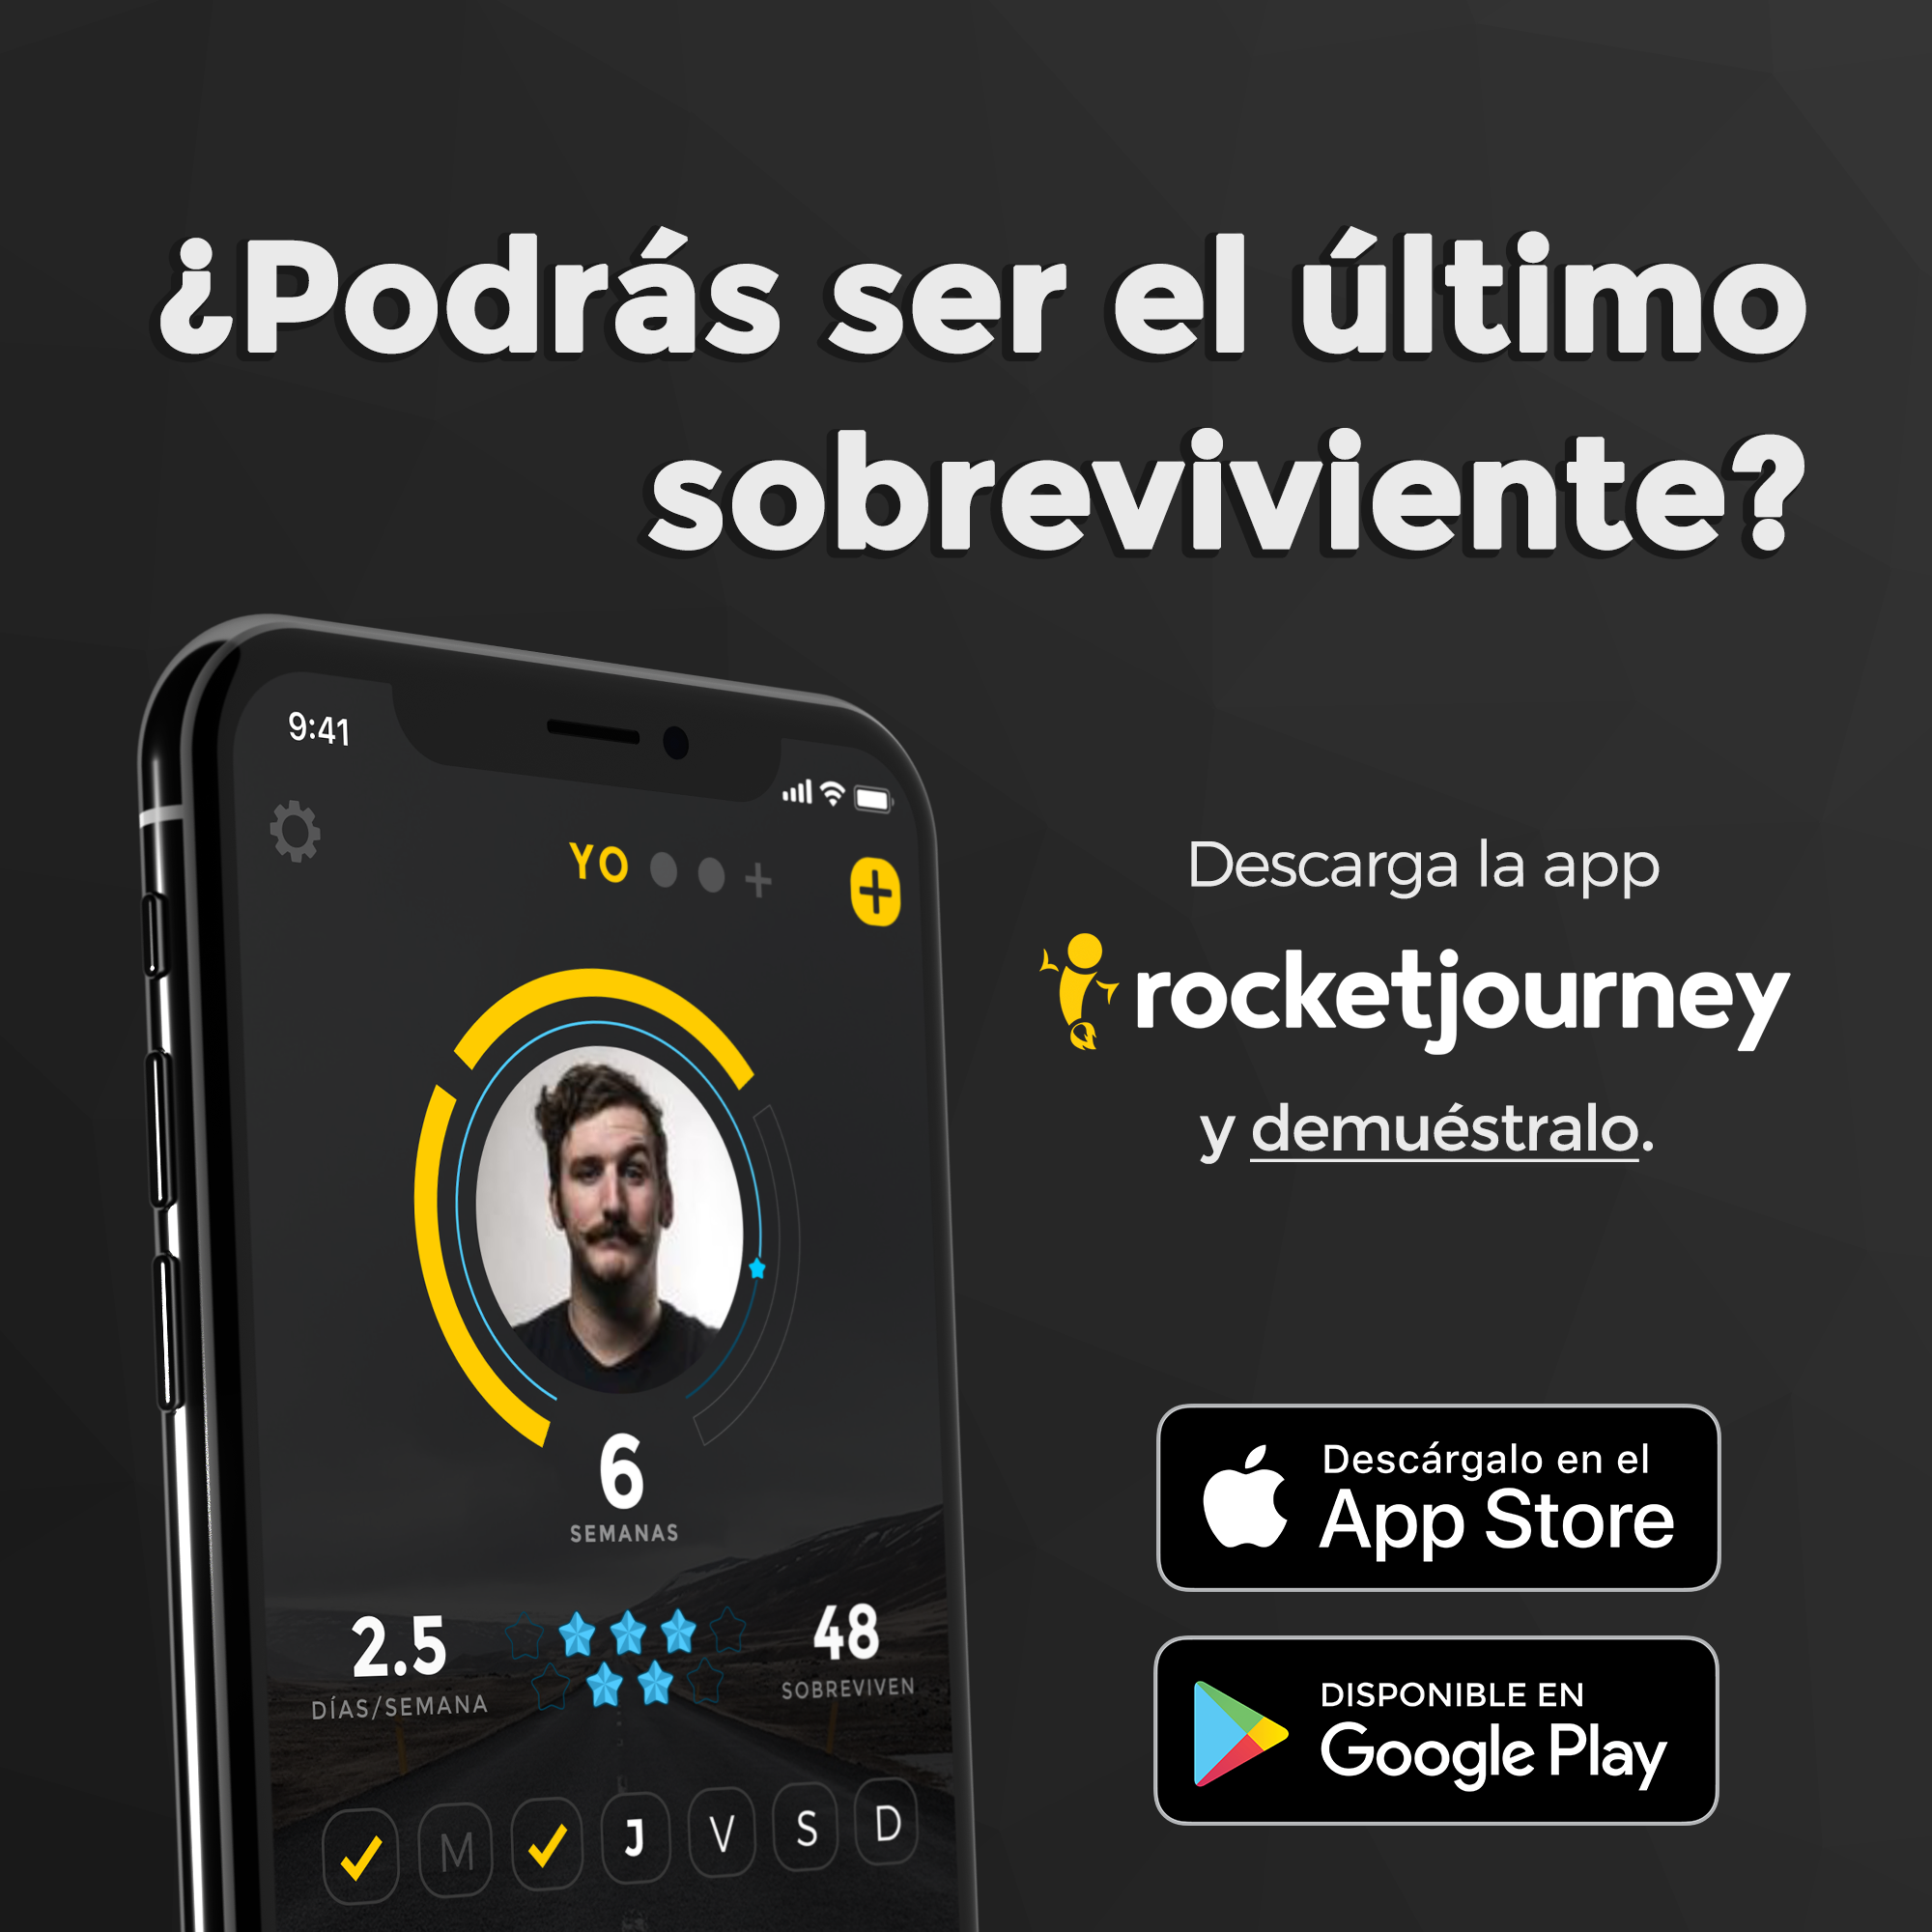 ¿Podrás ser el último
sobreviviente?
9:41
YO
Descarga la app
rocketjourney
y demuéstralo.
6
SEMANAS
2.5
DÍAS/SEMANA
48
SOBREVIVEN
M J V S D
Descárgalo en el
App Store
DISPONIBLE EN
Google Play